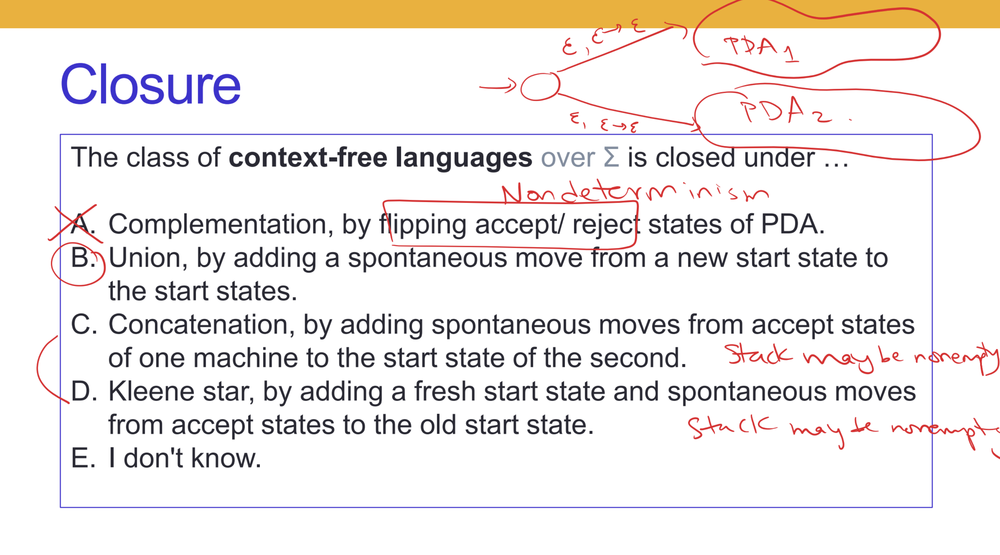 ε, ε→ε
PDA1
Closure
PDA2.
ε, ε→ε
The class of context-free languages over Σ is closed under …
Nondeterminism
A. Complementation, by flipping accept/ reject states of PDA.
B. Union, by adding a spontaneous move from a new start state to
the start states.
C. Concatenation, by adding spontaneous moves from accept states
of one machine to the start state of the second. Stack may be nonempty
D. Kleene star, by adding a fresh start state and spontaneous moves
from accept states to the old start state. Stack may be nonempty
E. I don't know.